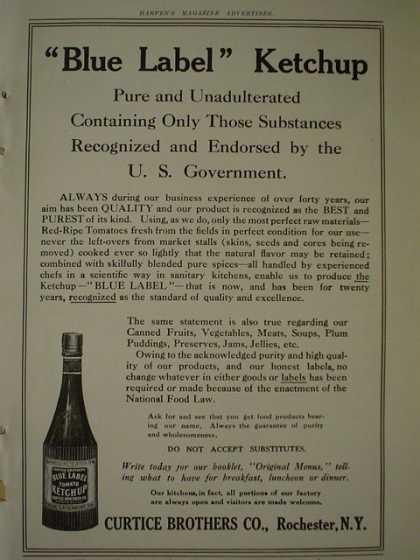 HARPER'S MAGAZINE ADVERTISER.
"Blue Label" Ketchup
Pure and Unadulterated
Containing Only Those Substances
Recognized and Endorsed by the
U. S. Government.
ALWAYS during our business experience of over forty years, our
aim has been QUALITY and our product is recognized as the BEST and
PUREST of its kind. Using, as we do, only the most perfect raw materials—
Red-Ripe Tomatoes fresh from the fields in perfect condition for our use—
never the left-overs from market stalls (skins, seeds and cores being re-
moved) cooked ever so lightly that the natural flavor may be retained;
combined with skilfully blended pure spices—all handled by experienced
chefs in a scientific way in sanitary kitchens, enable us to produce the
Ketchup—"BLUE LABEL"—that is now, and has been for twenty
years, recognized as the standard of quality and excellence.
The same statement is also true regarding our
Canned Fruits, Vegetables, Meats, Soups, Plum
Puddings, Preserves, Jams, Jellies, etc.
Owing to the acknowledged purity and high qual-
ity of our products, and our honest labels, no
change whatever in either goods or labels has been
required or made because of the enactment of the
National Food Law.
Ask for and see that you get food products bear-
ing our name. Always the guarantee of purity
and wholesomeness.
DO NOT ACCEPT SUBSTITUTES.
Write today for our booklet, "Original Menus," tell-
ing what to have for breakfast, luncheon or dinner.
Our kitchens, in fact, all portions of our factory
are always open and visitors are made welcome.
CURTICE BROTHERS CO., Rochester, N.Y.
BLUE LABEL
TOMATO
KETCHUP